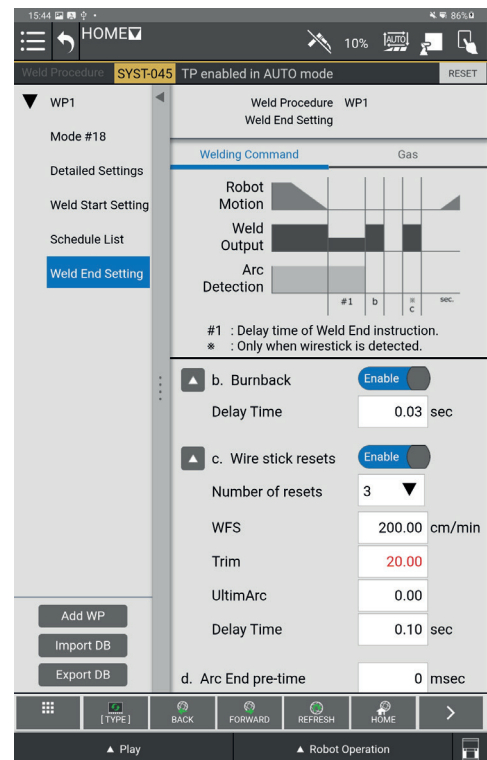 15:44
86%
HOME
10%
AUTO
Weld Procedure SYST-045 TP enabled in AUTO mode RESET
WP1
Mode #18
Detailed Settings
Weld Start Setting
Schedule List
Weld End Setting
Add WP
Import DB
Export DB
Weld Procedure WP1
Weld End Setting
Welding Command Gas
Robot
Motion
Weld
Output
Arc
Detection
#1 b ※ sec.
c
#1 : Delay time of Weld End instruction.
※ : Only when wirestick is detected.
b. Burnback Enable
Delay Time 0.03 sec
c. Wire stick resets Enable
Number of resets 3
WFS 200.00 cm/min
Trim 20.00
UltimArc 0.00
Delay Time 0.10 sec
d. Arc End pre-time 0 msec
[TYPE] BACK FORWARD REFRESH HOME
Play Robot Operation